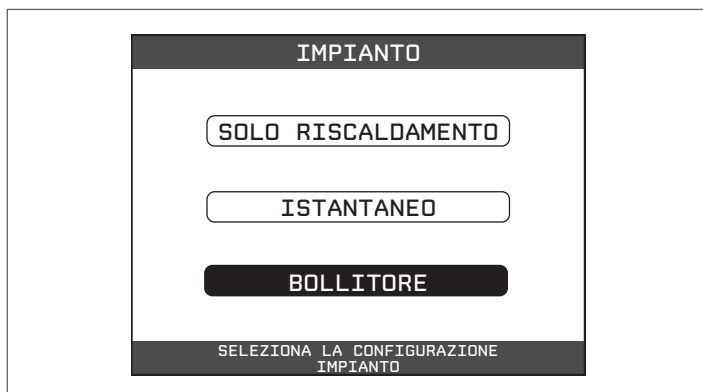 IMPIANTO
SOLO RISCALDAMENTO
ISTANTANEO
BOLLITORE
SELEZIONA LA CONFIGURAZIONE
IMPIANTO